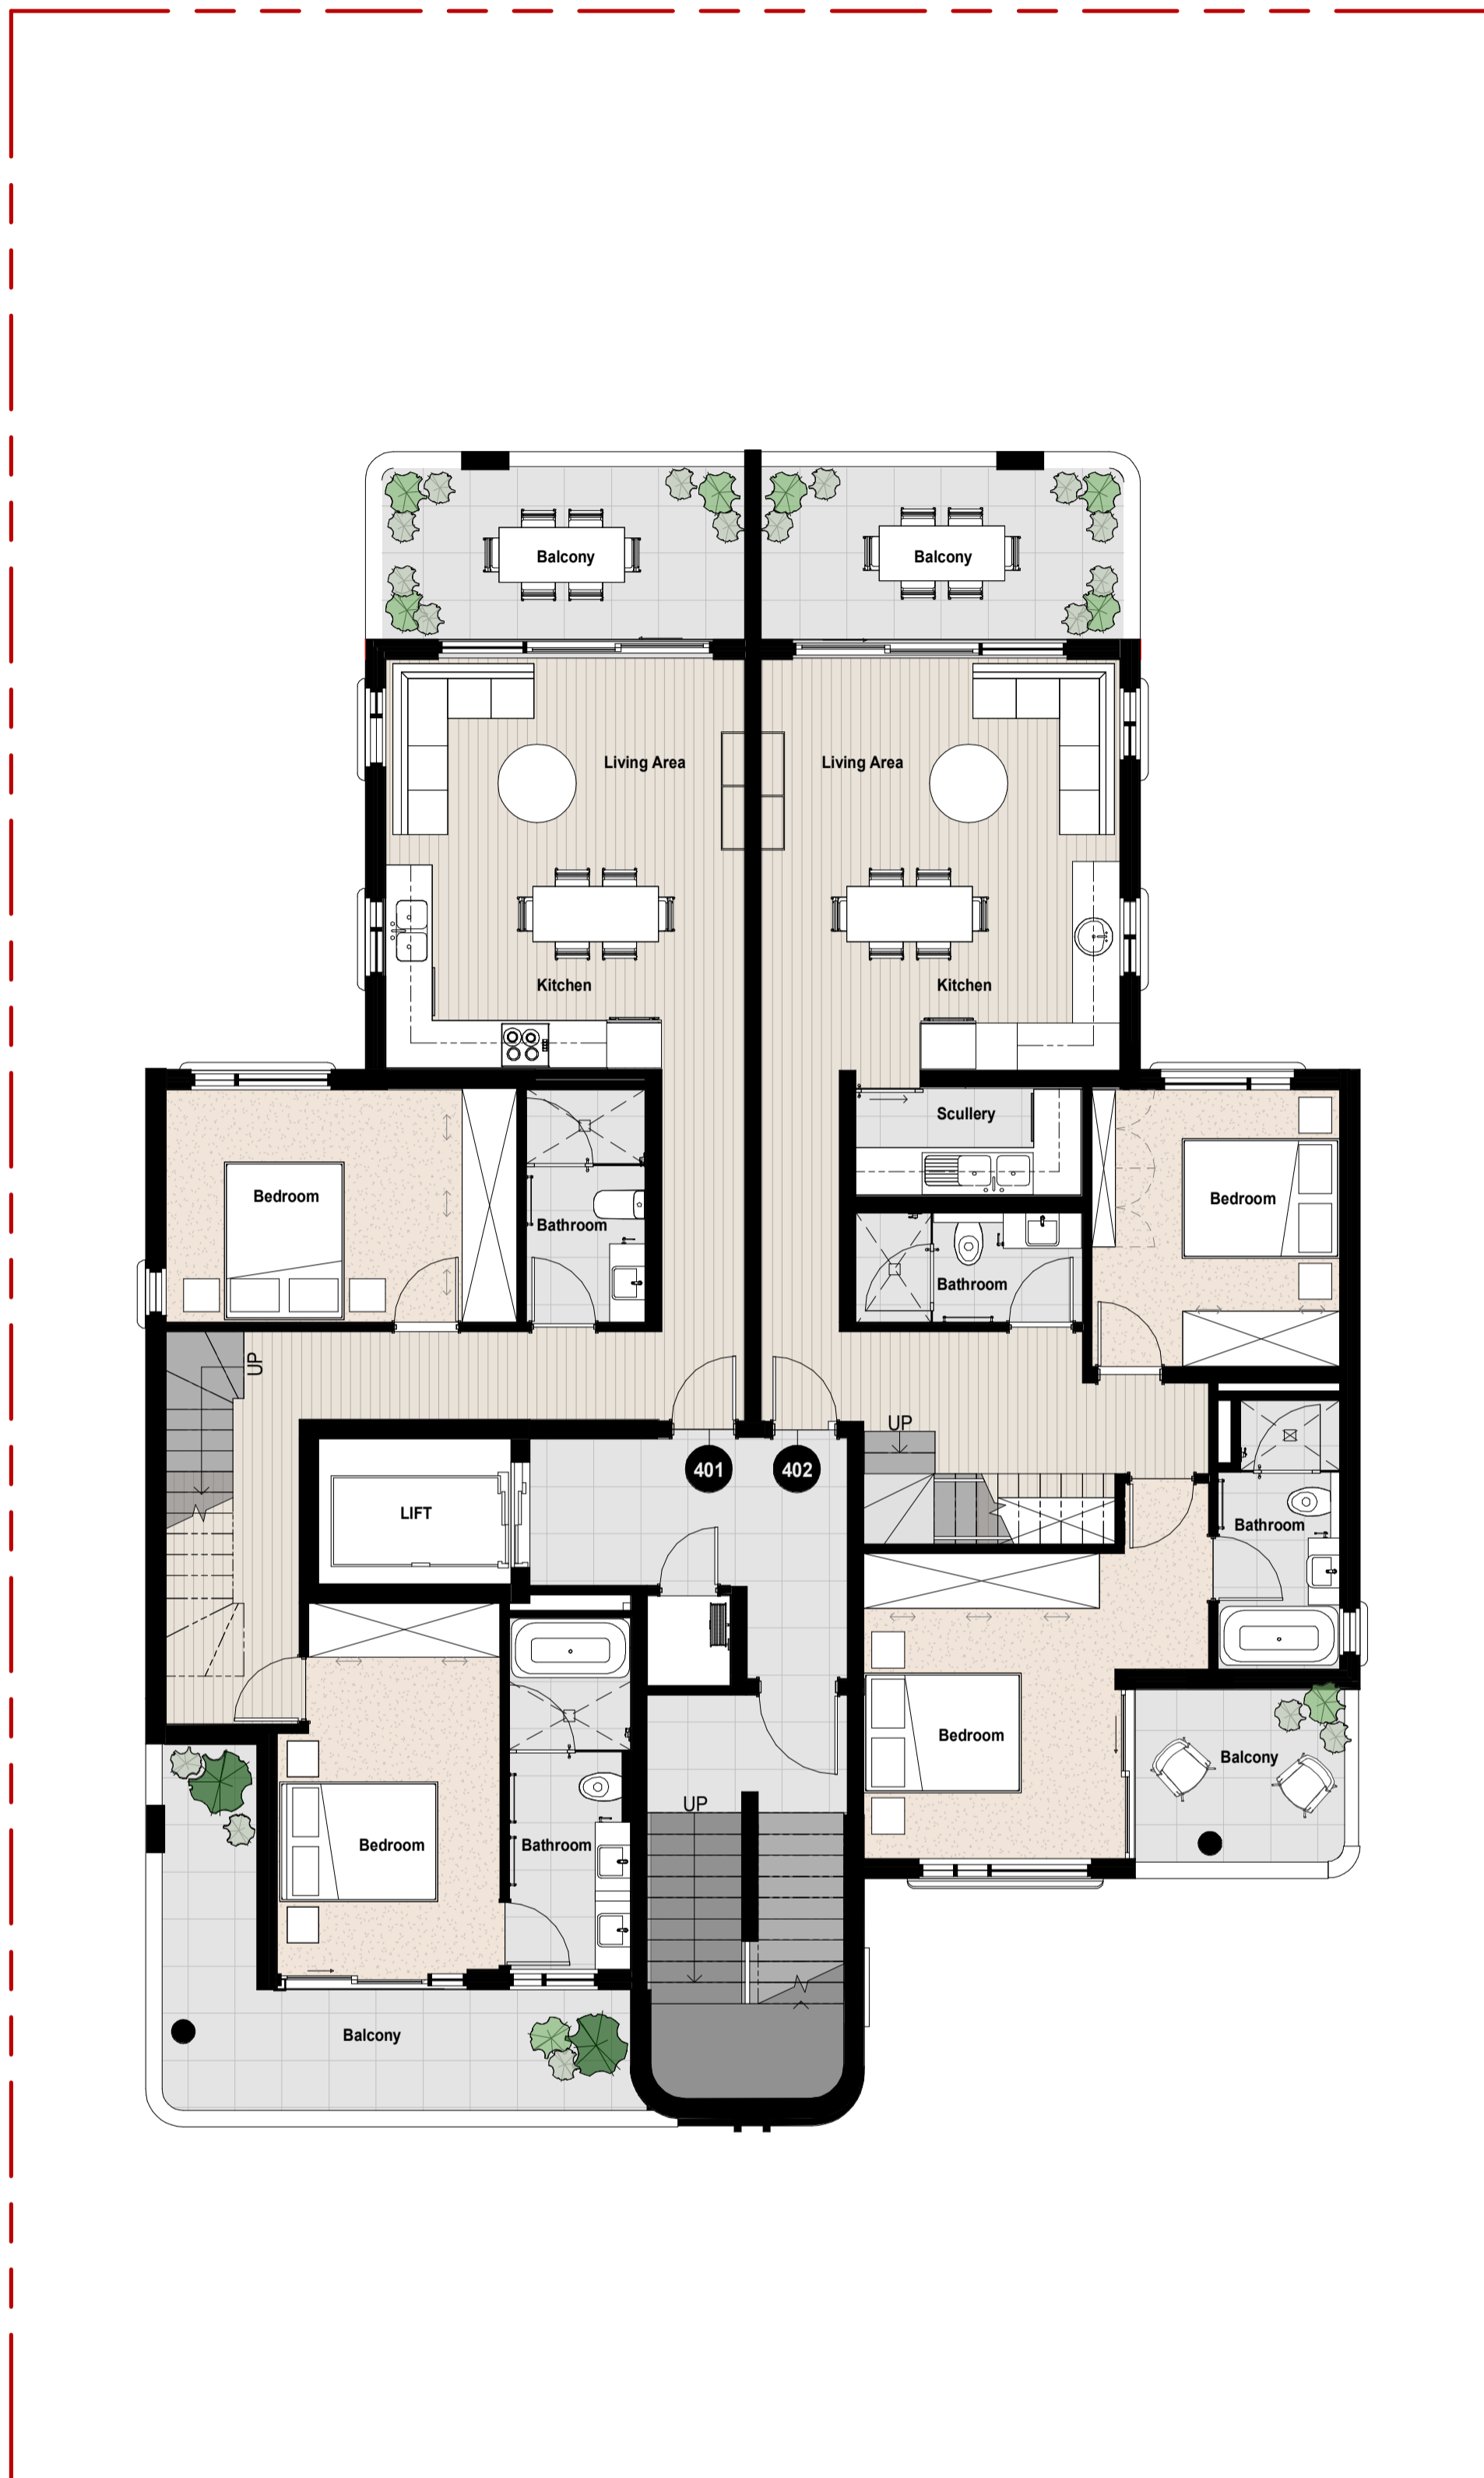 Balcony
Balcony
Living Area
Living Area
Kitchen
Kitchen
Scullery
Bedroom
Bathroom
Bedroom
Bathroom
UP
UP
401
402
LIFT
Bathroom
Bedroom
Balcony
UP
Bedroom
Bathroom
Balcony